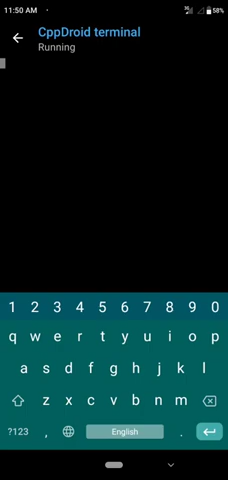 11:50 AM
3G
58%
CppDroid terminal
Running
1 2 3 4 5 6 7 8 9 0
q w e r t y u i o p
a s d f g h j k l
z x c v b n m
?123 , English .